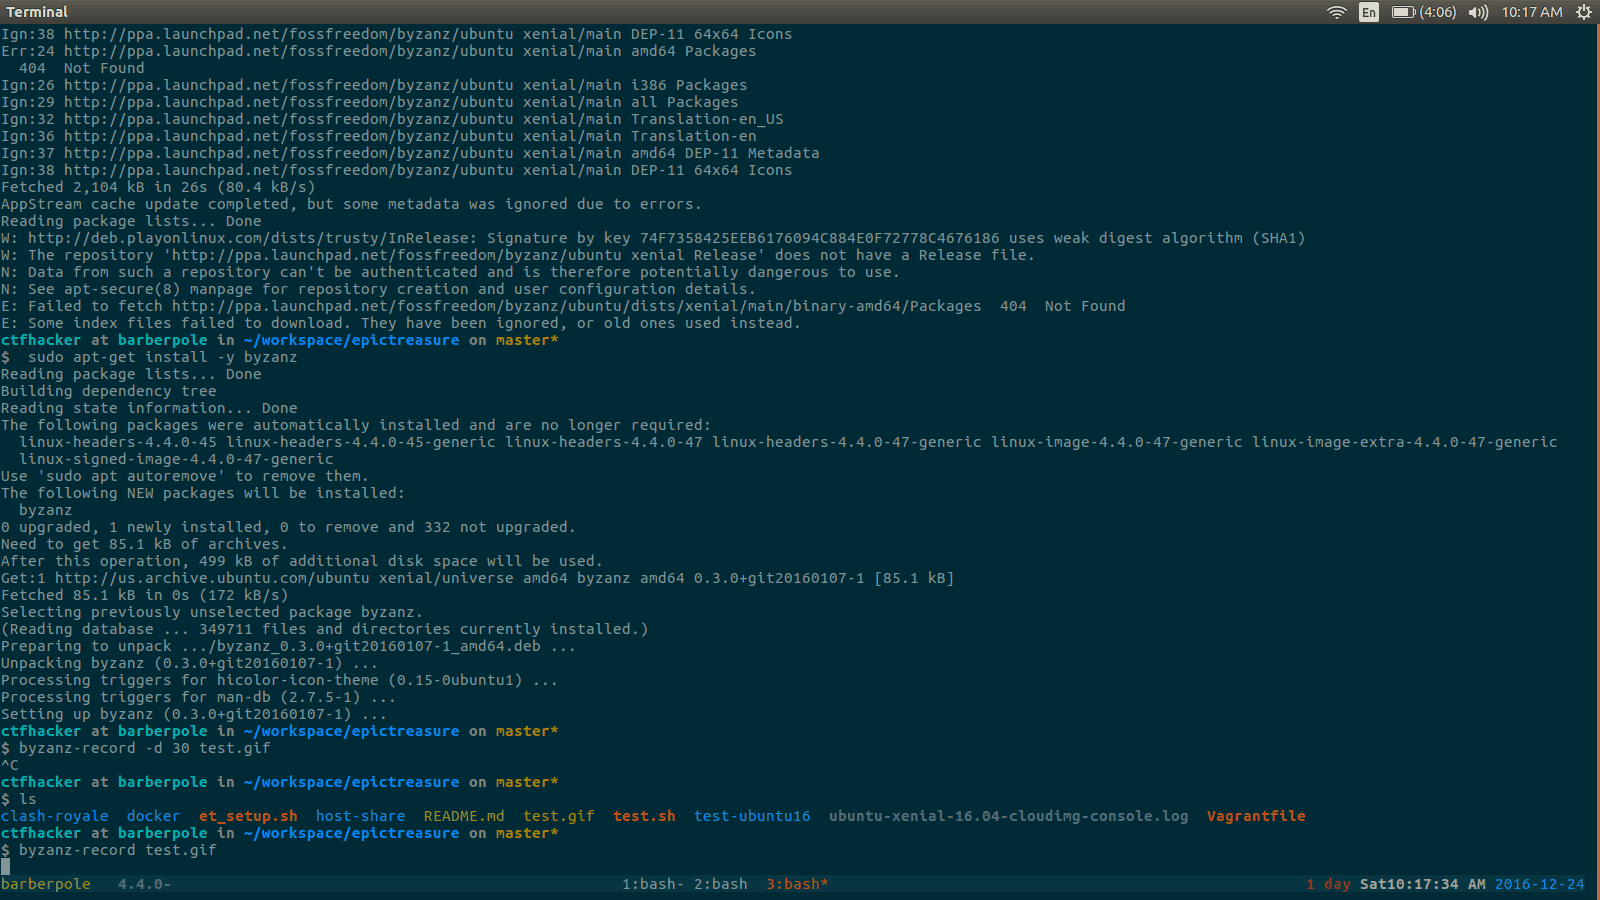 Terminal
En (4:06) 10:17 AM
Ign:38 http://ppa.launchpad.net/fossfreedom/byzanz/ubuntu xenial/main DEP-11 64x64 Icons
Err:24 http://ppa.launchpad.net/fossfreedom/byzanz/ubuntu xenial/main amd64 Packages
  404  Not Found
Ign:26 http://ppa.launchpad.net/fossfreedom/byzanz/ubuntu xenial/main i386 Packages
Ign:29 http://ppa.launchpad.net/fossfreedom/byzanz/ubuntu xenial/main all Packages
Ign:32 http://ppa.launchpad.net/fossfreedom/byzanz/ubuntu xenial/main Translation-en_US
Ign:36 http://ppa.launchpad.net/fossfreedom/byzanz/ubuntu xenial/main Translation-en
Ign:37 http://ppa.launchpad.net/fossfreedom/byzanz/ubuntu xenial/main amd64 DEP-11 Metadata
Ign:38 http://ppa.launchpad.net/fossfreedom/byzanz/ubuntu xenial/main DEP-11 64x64 Icons
Fetched 2,104 kB in 26s (80.4 kB/s)
AppStream cache update completed, but some metadata was ignored due to errors.
Reading package lists... Done
W: http://deb.playonlinux.com/dists/trusty/InRelease: Signature by key 74F7358425EEB6176094C884E0F72778C4676186 uses weak digest algorithm (SHA1)
W: The repository 'http://ppa.launchpad.net/fossfreedom/byzanz/ubuntu xenial Release' does not have a Release file.
N: Data from such a repository can't be authenticated and is therefore potentially dangerous to use.
N: See apt-secure(8) manpage for repository creation and user configuration details.
E: Failed to fetch http://ppa.launchpad.net/fossfreedom/byzanz/ubuntu/dists/xenial/main/binary-amd64/Packages  404  Not Found
E: Some index files failed to download. They have been ignored, or old ones used instead.
ctfhacker at barberpole in ~/workspace/epictreasure on master*
$  sudo apt-get install -y byzanz
Reading package lists... Done
Building dependency tree
Reading state information... Done
The following packages were automatically installed and are no longer required:
  linux-headers-4.4.0-45 linux-headers-4.4.0-45-generic linux-headers-4.4.0-47 linux-headers-4.4.0-47-generic linux-image-4.4.0-47-generic linux-image-extra-4.4.0-47-generic
  linux-signed-image-4.4.0-47-generic
Use 'sudo apt autoremove' to remove them.
The following NEW packages will be installed:
  byzanz
0 upgraded, 1 newly installed, 0 to remove and 332 not upgraded.
Need to get 85.1 kB of archives.
After this operation, 499 kB of additional disk space will be used.
Get:1 http://us.archive.ubuntu.com/ubuntu xenial/universe amd64 byzanz amd64 0.3.0+git20160107-1 [85.1 kB]
Fetched 85.1 kB in 0s (172 kB/s)
Selecting previously unselected package byzanz.
(Reading database ... 349711 files and directories currently installed.)
Preparing to unpack .../byzanz_0.3.0+git20160107-1_amd64.deb ...
Unpacking byzanz (0.3.0+git20160107-1) ...
Processing triggers for hicolor-icon-theme (0.15-0ubuntu1) ...
Processing triggers for man-db (2.7.5-1) ...
Setting up byzanz (0.3.0+git20160107-1) ...
ctfhacker at barberpole in ~/workspace/epictreasure on master*
$ byzanz-record -d 30 test.gif
^C
ctfhacker at barberpole in ~/workspace/epictreasure on master*
$ ls
clash-royale  docker  et_setup.sh  host-share  README.md  test.gif  test.sh  test-ubuntu16  ubuntu-xenial-16.04-cloudimg-console.log  Vagrantfile
ctfhacker at barberpole in ~/workspace/epictreasure on master*
$ byzanz-record test.gif
barberpole   4.4.0-   1:bash- 2:bash  3:bash*   1 day Sat10:17:34 AM 2016-12-24